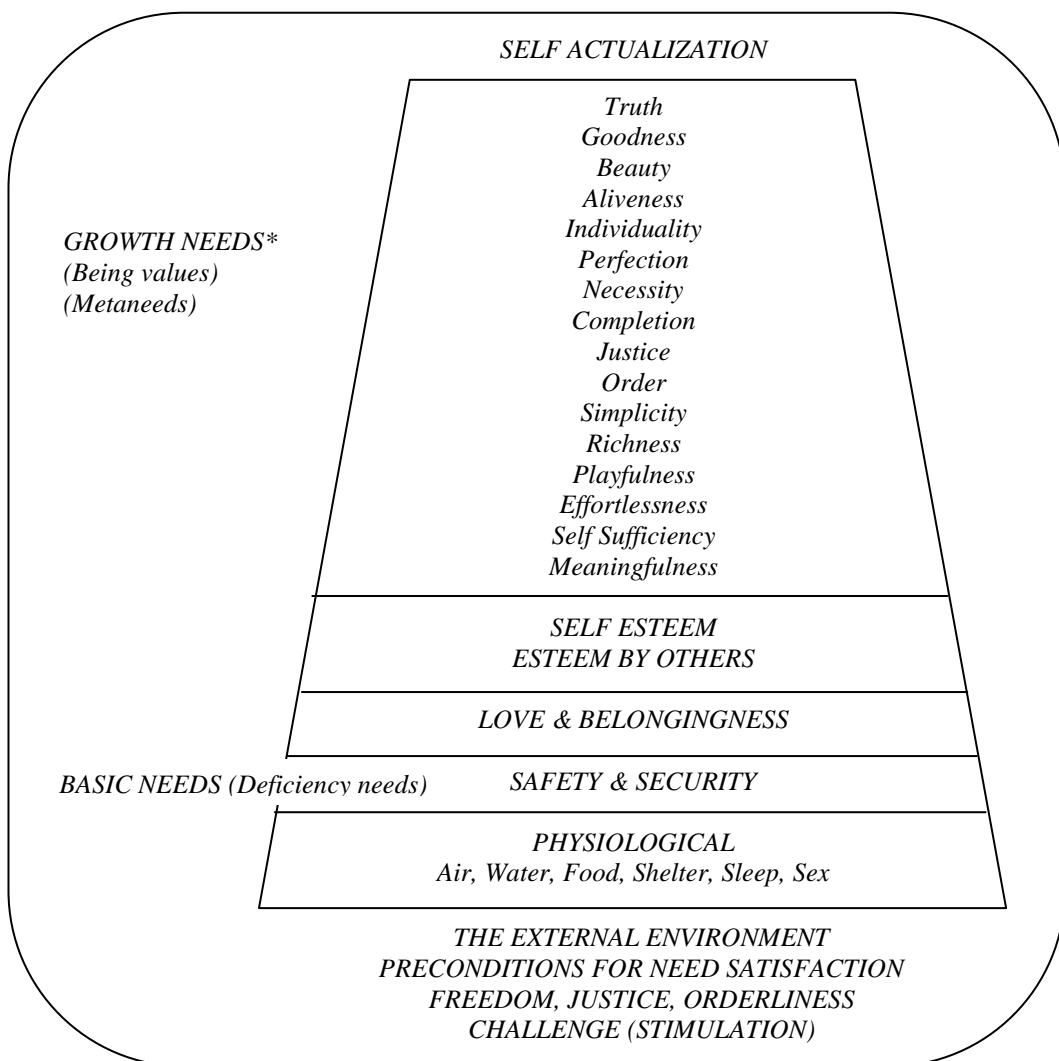 SELF ACTUALIZATION
Truth
Goodness
Beauty
Aliveness
Individuality
GROWTH NEEDS*
(Being values)
(Metaneeds)
Perfection
Necessity
Completion
Justice
Order
Simplicity
Richness
Playfulness
Effortlessness
Self Sufficiency
Meaningfulness
SELF ESTEEM
ESTEEM BY OTHERS
LOVE & BELONGINGNESS
BASIC NEEDS (Deficiency needs)
SAFETY & SECURITY
PHYSIOLOGICAL
Air, Water, Food, Shelter, Sleep, Sex
THE EXTERNAL ENVIRONMENT
PRECONDITIONS FOR NEED SATISFACTION
FREEDOM, JUSTICE, ORDERLINESS
CHALLENGE (STIMULATION)